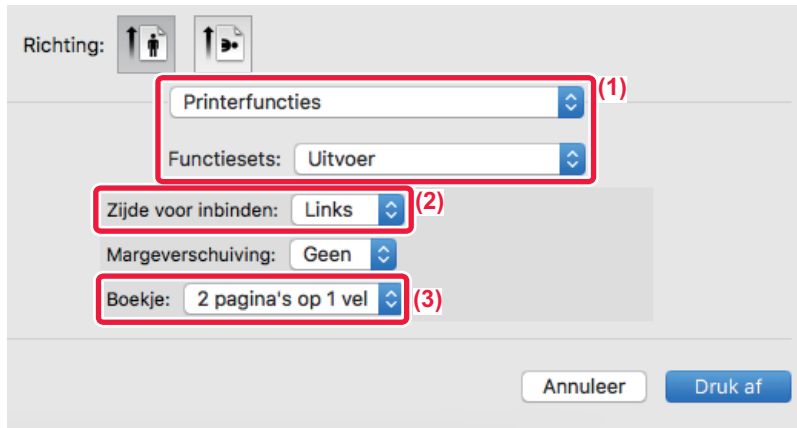 Richting:
Printerfuncties (1)
Functiesets: Uitvoer
Zijde voor inbinden: Links (2)
Margeverschuiving: Geen
Boekje: 2 pagina's op 1 vel (3)
Annuleer Druk af